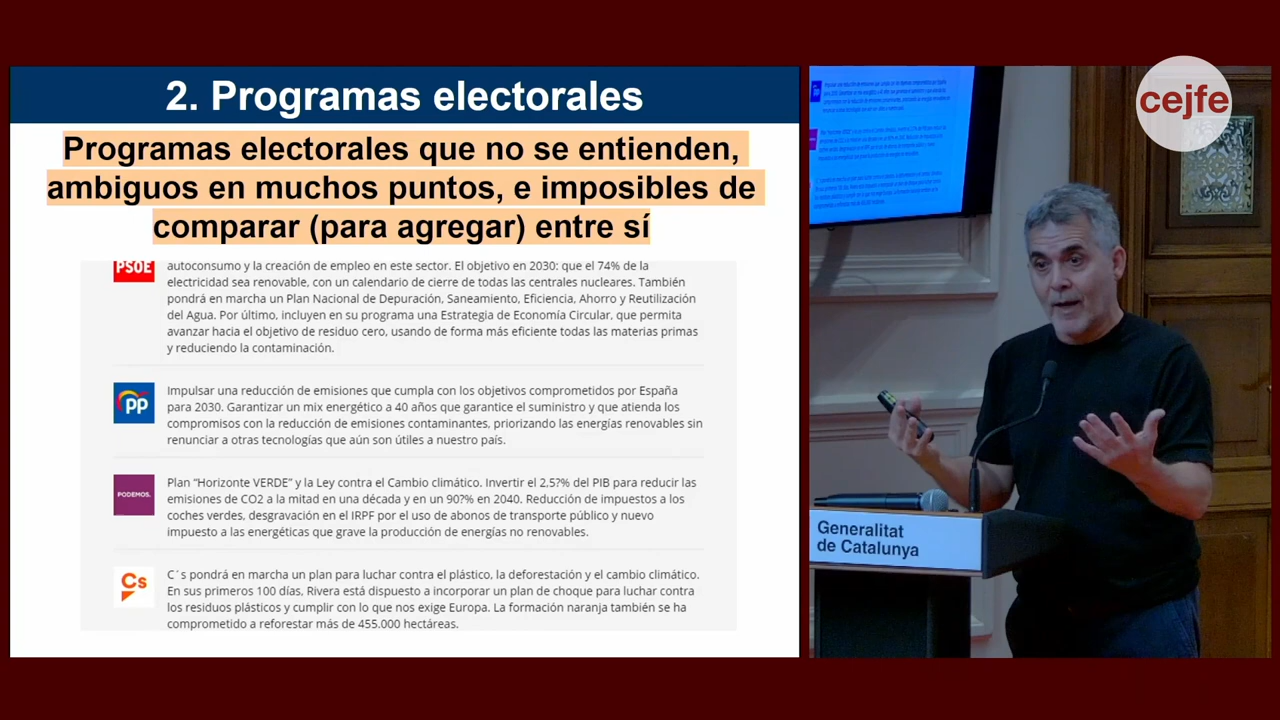 2. Programas electorales
Programas electorales que no se entienden,
ambiguos en muchos puntos, e imposibles de
comparar (para agregar) entre sí
PSOE
autoconsumo y la creación de empleo en este sector. El objetivo en 2030: que el 74% de la
electricidad sea renovable, con un calendario de cierre de todas las centrales nucleares. También
pondrá en marcha un Plan Nacional de Depuración, Saneamiento, Eficiencia, Ahorro y Reutilización
del Agua. Por último, incluyen en su programa una Estrategia de Economía Circular, que permita
avanzar hacia el objetivo de residuo cero, usando de forma más eficiente todas las materias primas
y reduciendo la contaminación.
PP
Impulsar una reducción de emisiones que cumpla con los objetivos comprometidos por España
para 2030. Garantizar un mix energético a 40 años que garantice el suministro y que atienda los
compromisos con la reducción de emisiones contaminantes, priorizando las energías renovables sin
renunciar a otras tecnologías que aún son útiles a nuestro país.
PODEMOS.
Plan “Horizonte VERDE” y la Ley contra el Cambio climático. Invertir el 2,5?% del PIB para reducir las
emisiones de CO2 a la mitad en una década y en un 90?% en 2040. Reducción de impuestos a los
coches verdes, desgravación en el IRPF por el uso de abonos de transporte público y nuevo
impuesto a las energéticas que grave la producción de energías no renovables.
Cs
C´s pondrá en marcha un plan para luchar contra el plástico, la deforestación y el cambio climático.
En sus primeros 100 días, Rivera está dispuesto a incorporar un plan de choque para luchar contra
los residuos plásticos y cumplir con lo que nos exige Europa. La formación naranja también se ha
comprometido a reforestar más de 455.000 hectáreas.
cejfe
Generalitat
de Catalunya